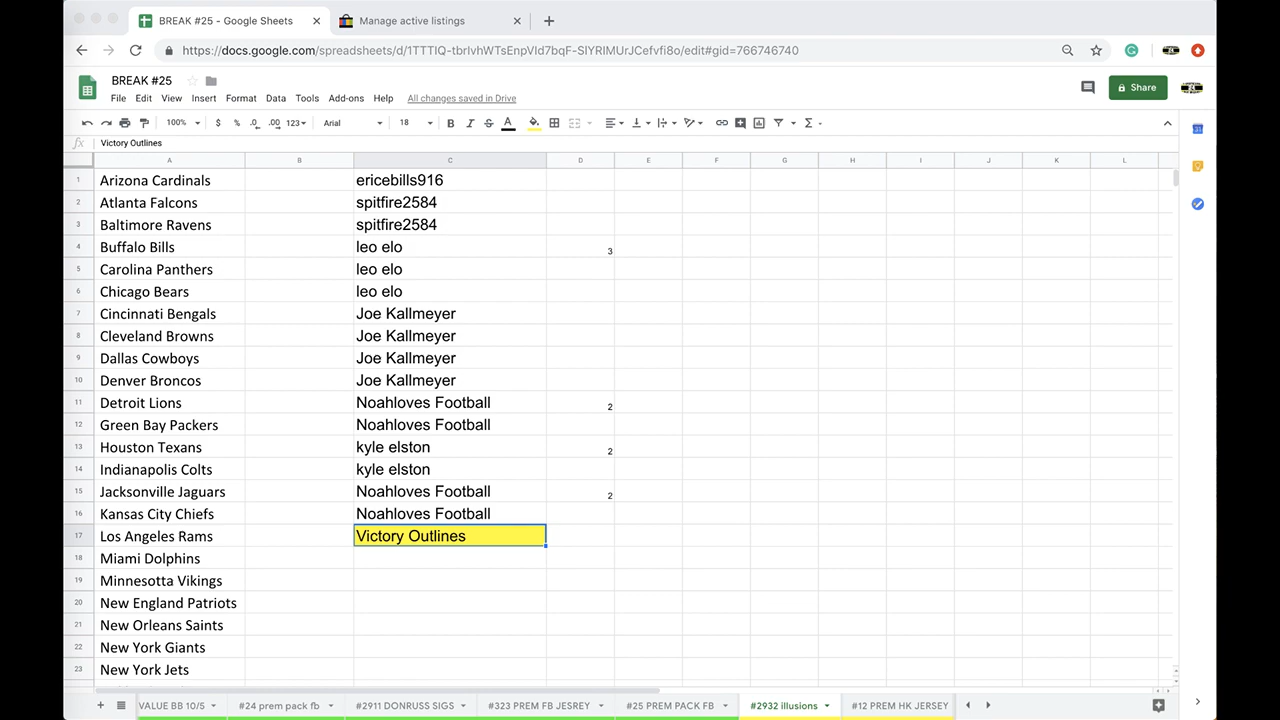 BREAK #25 - Google Sheets
Manage active listings
https://docs.google.com/spreadsheets/d/1TTTIQ-tbrIvhWTsEnpVId7bqF-SlYRIMUrJCefvfi8o/edit#gid=766746740
BREAK #25
File Edit View Insert Format Data Tools Add-ons Help All changes saved in Drive
Share
100% $ % .0 .00 123 Arial 18 B I S A
fx Victory Outlines
A B C D E F G H I J K L
1 Arizona Cardinals ericebills916
2 Atlanta Falcons spitfire2584
3 Baltimore Ravens spitfire2584
4 Buffalo Bills leo elo 3
5 Carolina Panthers leo elo
6 Chicago Bears leo elo
7 Cincinnati Bengals Joe Kallmeyer
8 Cleveland Browns Joe Kallmeyer
9 Dallas Cowboys Joe Kallmeyer
10 Denver Broncos Joe Kallmeyer
11 Detroit Lions Noahloves Football 2
12 Green Bay Packers Noahloves Football
13 Houston Texans kyle elston 2
14 Indianapolis Colts kyle elston
15 Jacksonville Jaguars Noahloves Football 2
16 Kansas City Chiefs Noahloves Football
17 Los Angeles Rams Victory Outlines
18 Miami Dolphins
19 Minnesotta Vikings
20 New England Patriots
21 New Orleans Saints
22 New York Giants
23 New York Jets
VALUE BB 10/5 #24 prem pack fb #2911 DONRUSS SIGS #323 PREM FB JESREY #25 PREM PACK FB #2932 illusions #12 PREM HK JERSEY